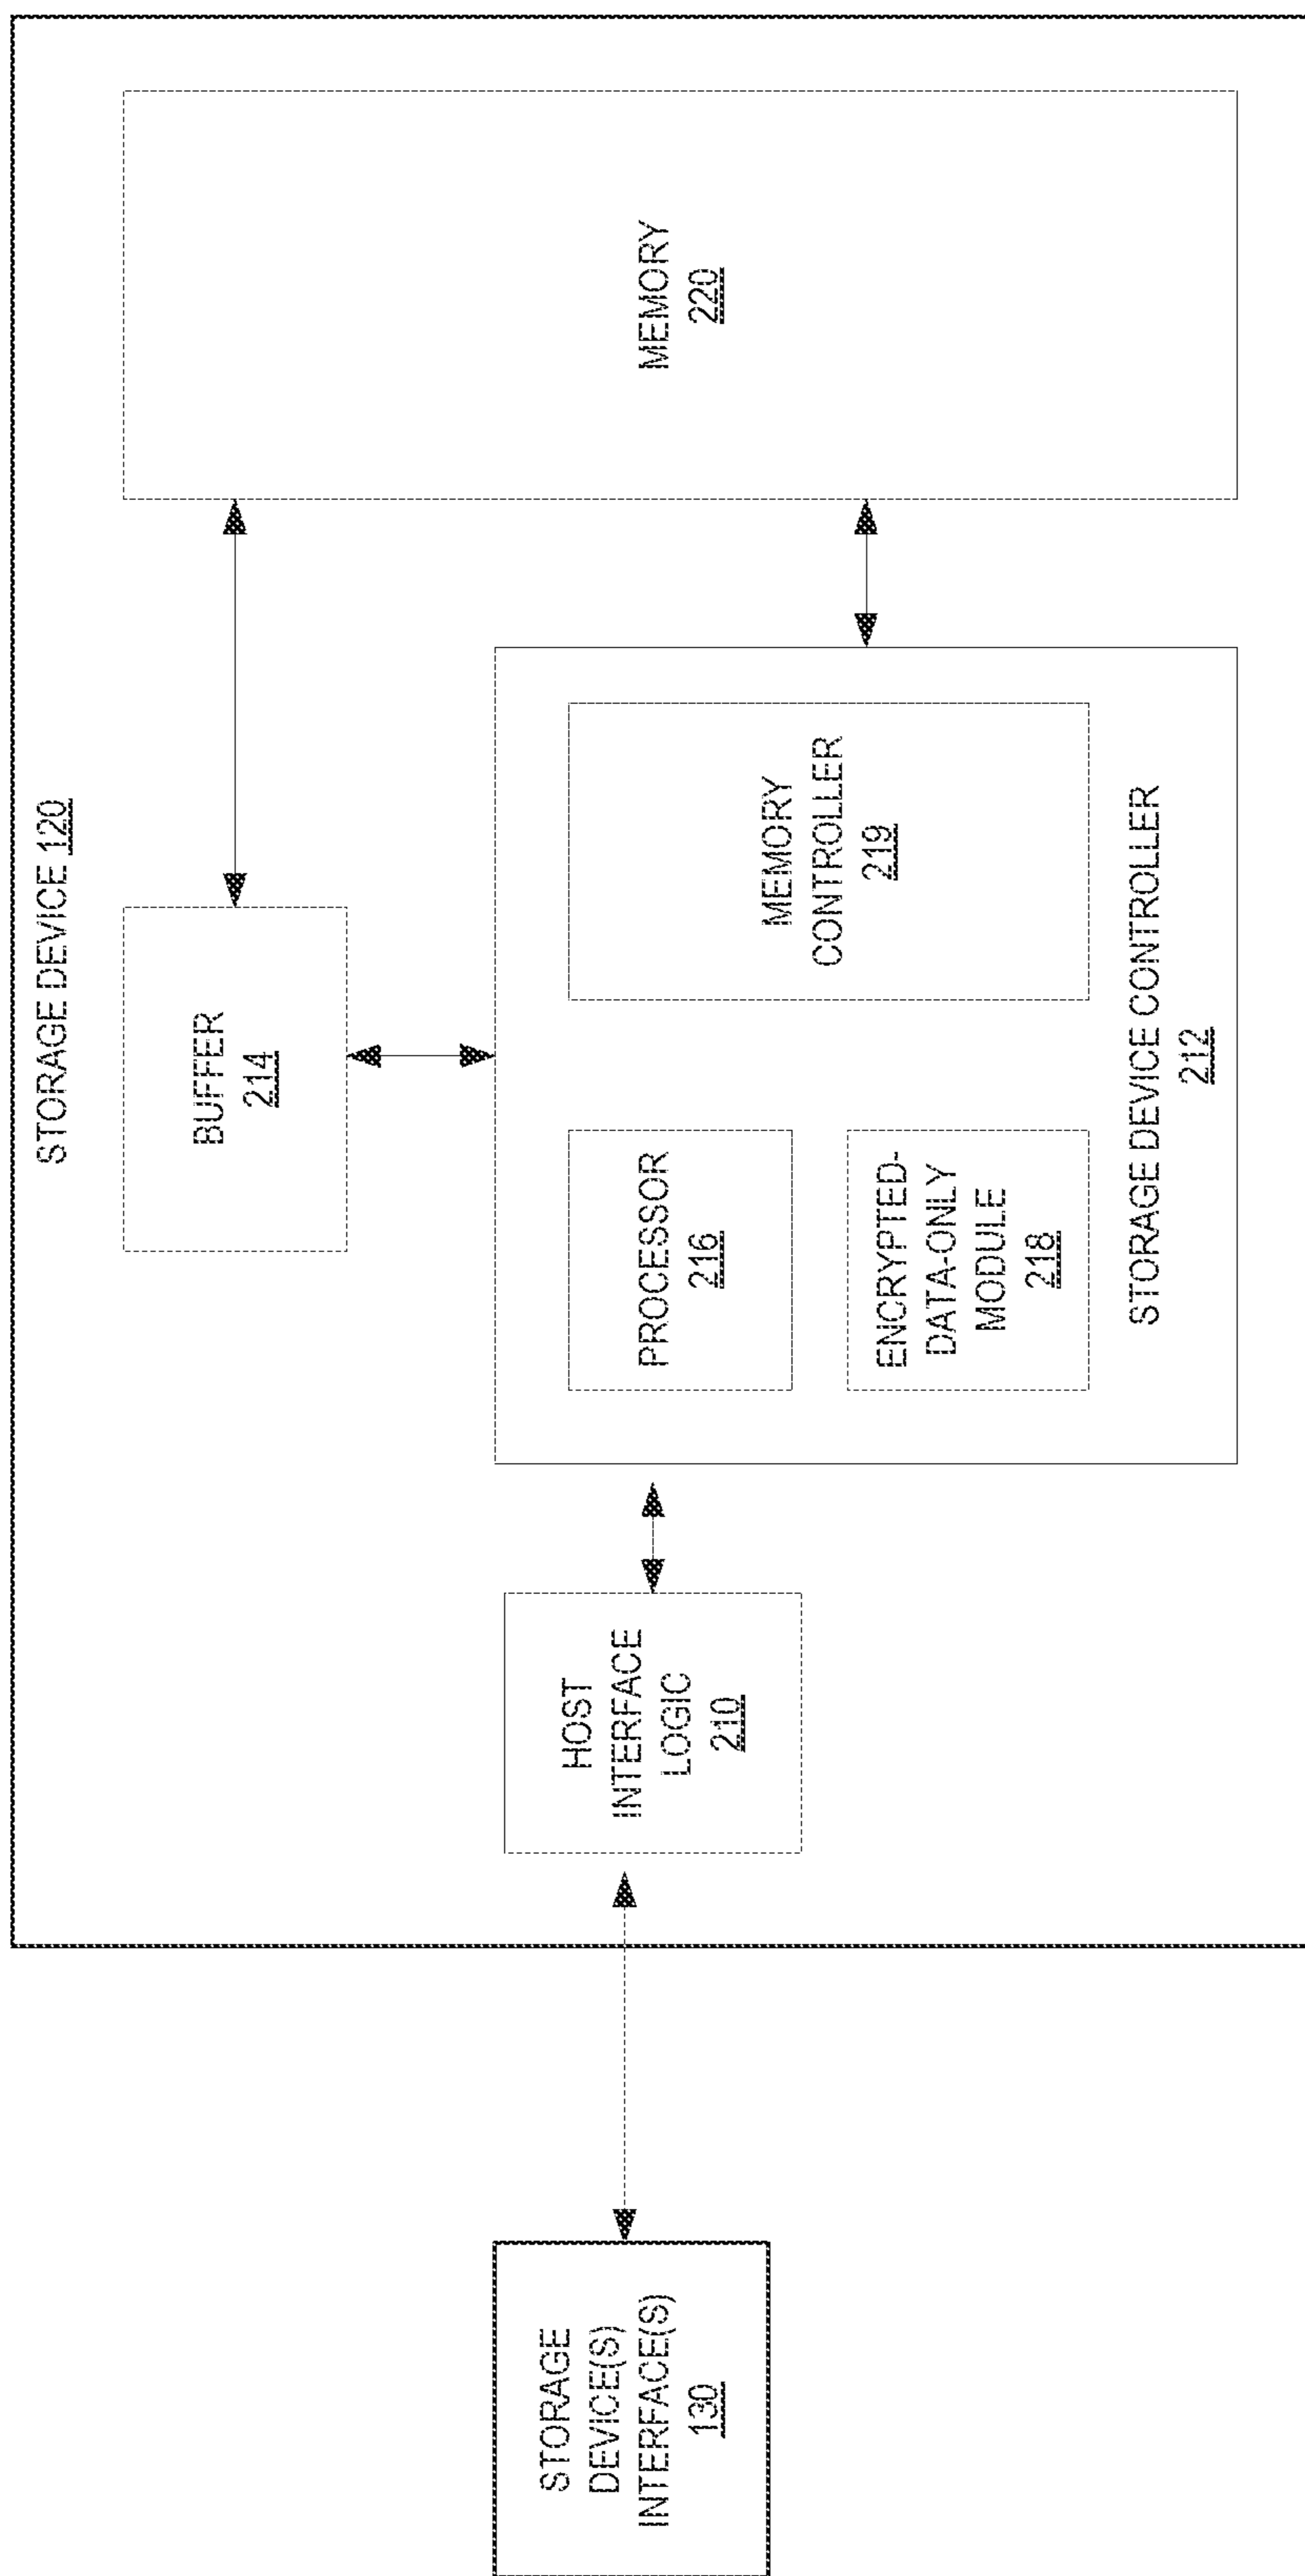 STORAGE DEVICE 120
BUFFER
214
MEMORY
220
STORAGE
DEVICE(S)
INTERFACE(S)
130
HOST
INTERFACE
LOGIC
210
PROCESSOR
216
MEMORY
CONTROLLER
219
ENCRYPTED-
DATA-ONLY
MODULE
218
STORAGE DEVICE CONTROLLER
212